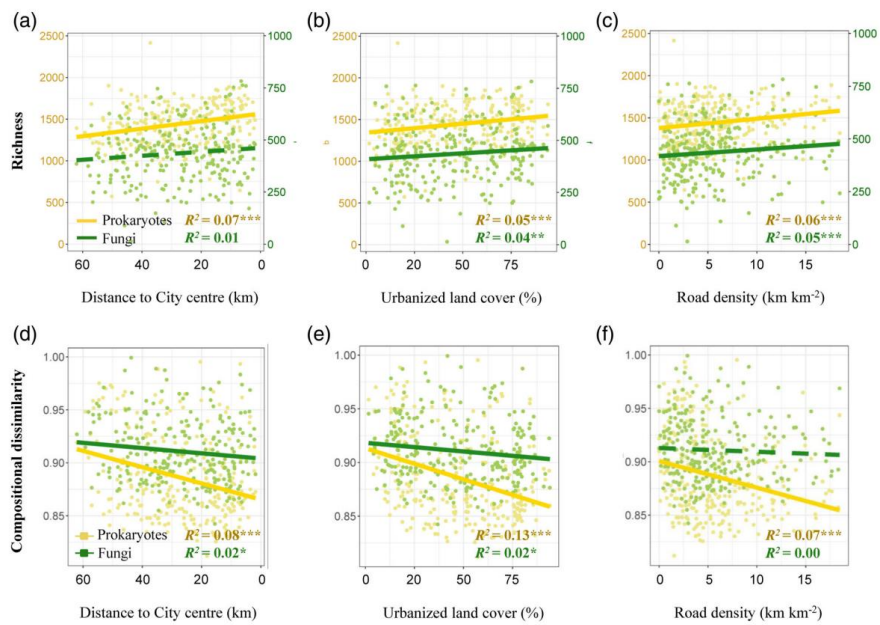 (a) (b) (c)
2500 1000 2500 1000 2500 1000
2000 2000 2000
750 750 750
1500 1500 1500
500 500 500
1000 1000 1000
250 250 250
500 500 500
Prokaryotes R² = 0.07*** R² = 0.05*** R² = 0.06***
Fungi R² = 0.01 R² = 0.04** R² = 0.05***
0 0 0 0 0 0
60 40 20 0 0 25 50 75 0 5 10 15
Richness
Distance to City centre (km) Urbanized land cover (%) Road density (km km⁻²)
(d) (e) (f)
1.00 1.00 1.00
0.95 0.95 0.95
0.90 0.90 0.90
0.85 0.85 0.85
Prokaryotes R² = 0.08*** R² = 0.13*** R² = 0.07***
Fungi R² = 0.02* R² = 0.02* R² = 0.00
60 40 20 0 0 25 50 75 0 5 10 15
Compositional dissimilarity
Distance to City centre (km) Urbanized land cover (%) Road density (km km⁻²)